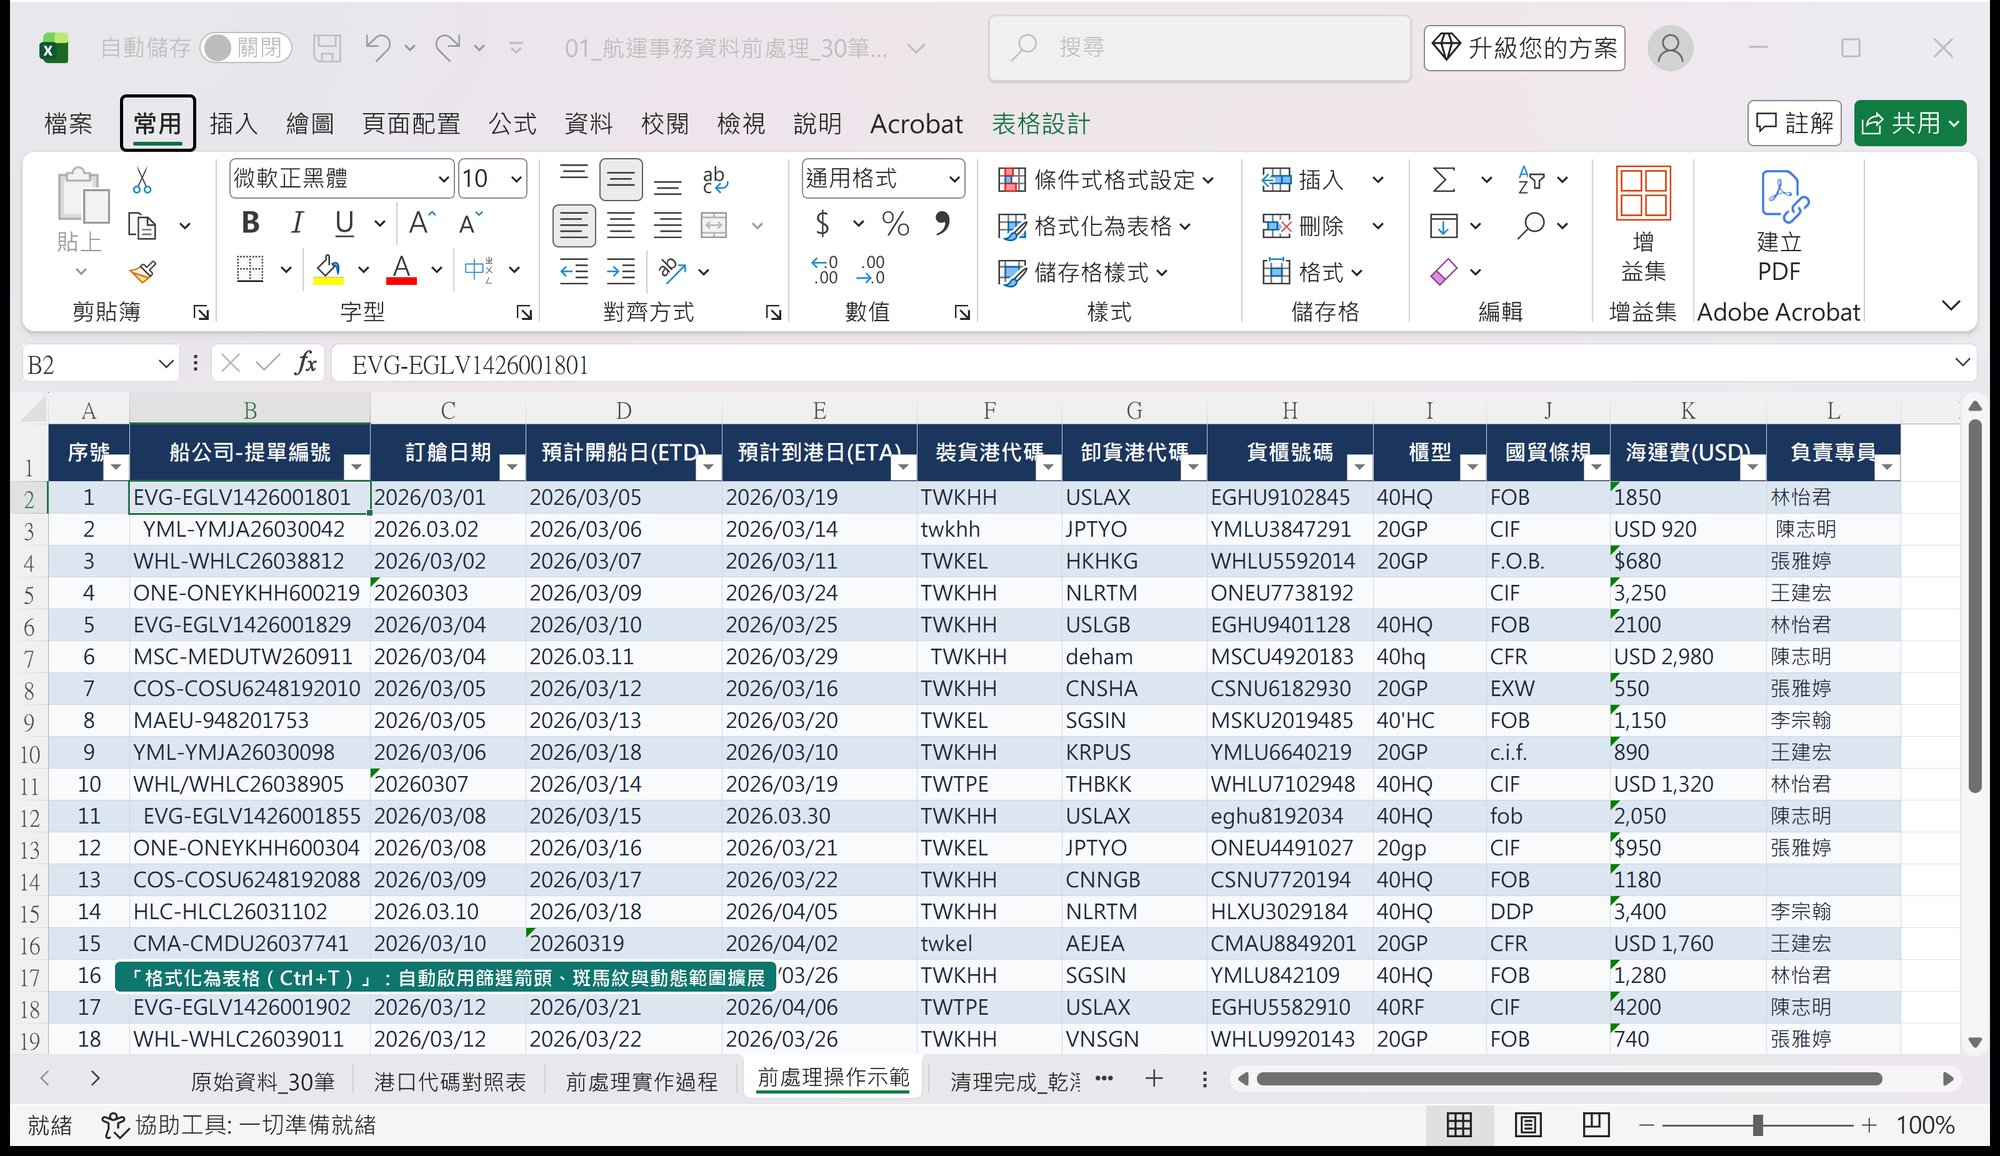 自動儲存 關閉 01_航運事務資料前處理_30筆... 搜尋 升級您的方案
檔案 常用 插入 繪圖 頁面配置 公式 資料 校閱 檢視 說明 Acrobat 表格設計 註解 共用
貼上 微軟正黑體 10 通用格式 條件式格式設定 插入 增益集 建立 PDF
B I U $ % 格式化為表格 刪除
儲存格樣式 格式
剪貼簿 字型 對齊方式 數值 樣式 儲存格 編輯 增益集 Adobe Acrobat
B2 fx EVG-EGLV1426001801
A B C D E F G H I J K L
1 序號 船公司-提單編號 訂艙日期 預計開船日(ETD) 預計到港日(ETA) 裝貨港代碼 卸貨港代碼 貨櫃號碼 櫃型 國貿條規 海運費(USD) 負責專員
2 1 EVG-EGLV1426001801 2026/03/01 2026/03/05 2026/03/19 TWKHH USLAX EGHU9102845 40HQ FOB 1850 林怡君
3 2 YML-YMJA26030042 2026.03.02 2026/03/06 2026/03/14 twkhh JPTYO YMLU3847291 20GP CIF USD 920 陳志明
4 3 WHL-WHLC26038812 2026/03/02 2026/03/07 2026/03/11 TWKEL HKHKG WHLU5592014 20GP F.O.B. $680 張雅婷
5 4 ONE-ONEYKHH600219 20260303 2026/03/09 2026/03/24 TWKHH NLRTM ONEU7738192 CIF 3,250 王建宏
6 5 EVG-EGLV1426001829 2026/03/04 2026/03/10 2026/03/25 TWKHH USLGB EGHU9401128 40HQ FOB 2100 林怡君
7 6 MSC-MEDUTW260911 2026/03/04 2026.03.11 2026/03/29 TWKHH deham MSCU4920183 40hq CFR USD 2,980 陳志明
8 7 COS-COSU6248192010 2026/03/05 2026/03/12 2026/03/16 TWKHH CNSHA CSNU6182930 20GP EXW 550 張雅婷
9 8 MAEU-948201753 2026/03/05 2026/03/13 2026/03/20 TWKEL SGSIN MSKU2019485 40'HC FOB 1,150 李宗翰
10 9 YML-YMJA26030098 2026/03/06 2026/03/18 2026/03/10 TWKHH KRPUS YMLU6640219 20GP c.i.f. 890 王建宏
11 10 WHL/WHLC26038905 20260307 2026/03/14 2026/03/19 TWTPE THBKK WHLU7102948 40HQ CIF USD 1,320 林怡君
12 11 EVG-EGLV1426001855 2026/03/08 2026/03/15 2026.03.30 TWKHH USLAX eghu8192034 40HQ fob 2,050 陳志明
13 12 ONE-ONEYKHH600304 2026/03/08 2026/03/16 2026/03/21 TWKEL JPTYO ONEU4491027 20gp CIF $950 張雅婷
14 13 COS-COSU6248192088 2026/03/09 2026/03/17 2026/03/22 TWKHH CNNGB CSNU7720194 40HQ FOB 1180
15 14 HLC-HLCL26031102 2026.03.10 2026/03/18 2026/04/05 TWKHH NLRTM HLXU3029184 40HQ DDP 3,400 李宗翰
16 15 CMA-CMDU26037741 2026/03/10 20260319 2026/04/02 twkel AEJEA CMAU8849201 20GP CFR USD 1,760 王建宏
17 16 「格式化為表格（Ctrl+T）」：自動啟用篩選箭頭、斑馬紋與動態範圍擴展 /03/26 TWKHH SGSIN YMLU842109 40HQ FOB 1,280 林怡君
18 17 EVG-EGLV1426001902 2026/03/12 2026/03/21 2026/04/06 TWTPE USLAX EGHU5582910 40RF CIF 4200 陳志明
19 18 WHL-WHLC26039011 2026/03/12 2026/03/22 2026/03/26 TWKHH VNSGN WHLU9920143 20GP FOB 740 張雅婷
原始資料_30筆 港口代碼對照表 前處理實作過程 前處理操作示範 清理完成_乾
就緒 協助工具: 一切準備就緒 100%